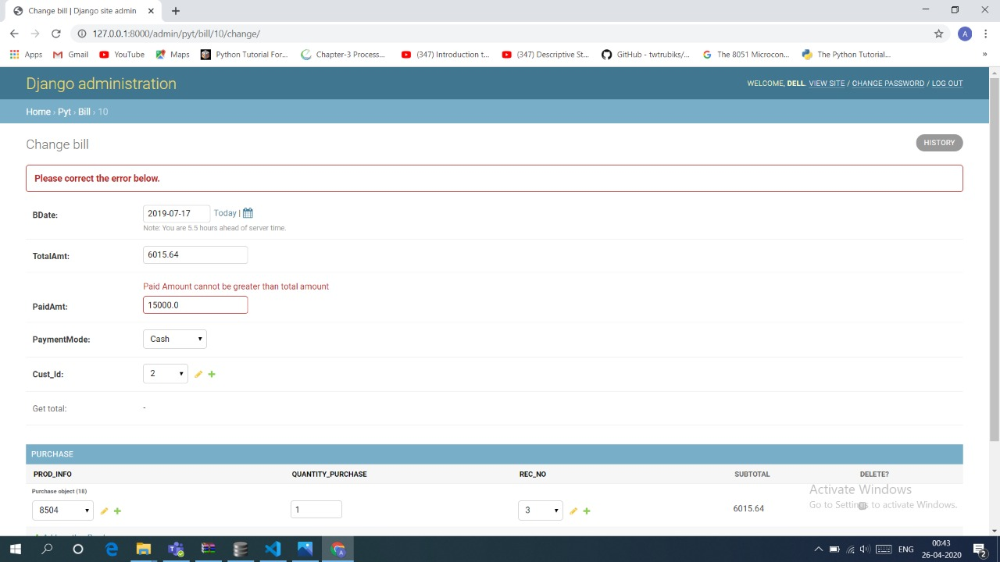 Change bill | Django site admin
127.0.0.1:8000/admin/pyt/bill/10/change/
A
Apps Gmail YouTube Maps Python Tutorial For... Chapter-3 Process... (347) Introduction t... (347) Descriptive St... GitHub - twtrubiks/... The 8051 Microcon... The Python Tutorial... »
Django administration
WELCOME, DELL. VIEW SITE / CHANGE PASSWORD / LOG OUT
Home › Pyt › Bill › 10
Change bill
HISTORY
Please correct the error below.
BDate: 2019-07-17 Today |
Note: You are 5.5 hours ahead of server time.
TotalAmt: 6015.64
Paid Amount cannot be greater than total amount
PaidAmt: 15000.0
PaymentMode: Cash
Cust_Id: 2
Get total: -
PURCHASE
PROD_INFO QUANTITY_PURCHASE REC_NO SUBTOTAL DELETE?
Purchase object (18)
8504 1 3 6015.64
Activate Windows
Go to Settings to activate Windows.
ENG
00:43
26-04-2020
2